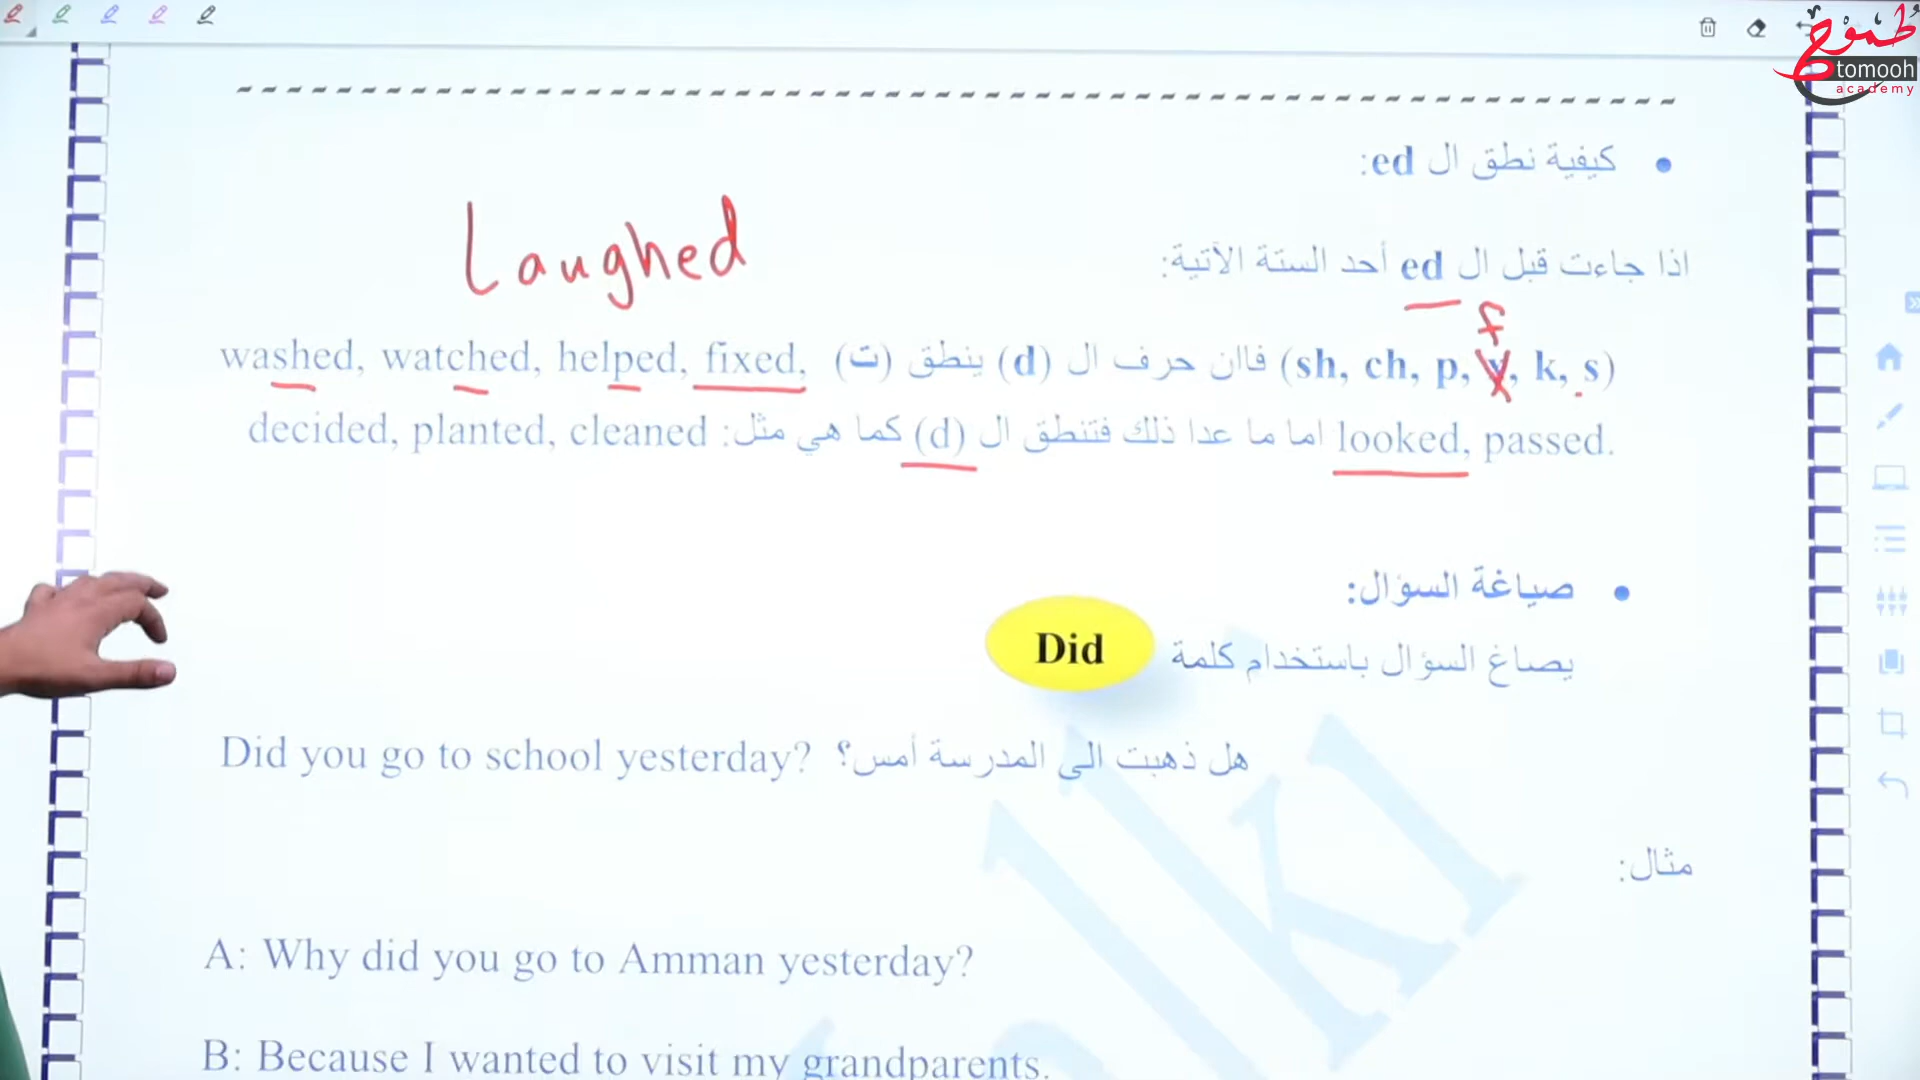 طموح
tomooh
academy
• كيفية نطق ال ed:
Laughed
اذا جاءت قبل ال ed أحد الستة الآتية:
f
(sh, ch, p, , k, s) فاان حرف ال (d) ينطق (ت) washed, watched, helped, fixed,
looked, passed. اما ما عدا ذلك فتنطق ال (d) كما هي مثل: decided, planted, cleaned
• صياغة السؤال:
يصاغ السؤال باستخدام كلمة Did
Did you go to school yesterday? هل ذهبت الى المدرسة أمس؟
مثال:
A: Why did you go to Amman yesterday?
B: Because I wanted to visit my grandparents.